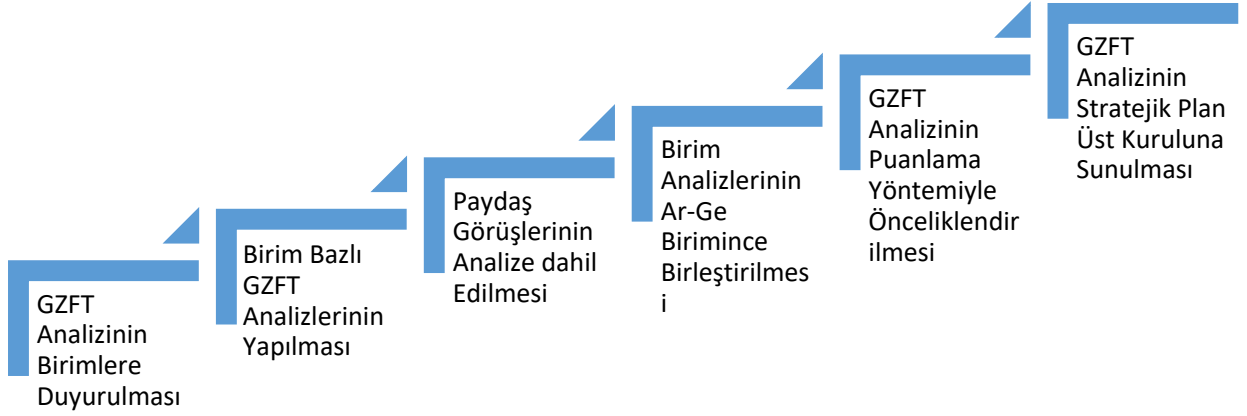 GZFT
Analizinin
Birimlere
Duyurulması
Birim Bazlı
GZFT
Analizlerinin
Yapılması
Paydaş
Görüşlerinin
Analize dahil
Edilmesi
Birim
Analizlerinin
Ar-Ge
Birimince
Birleştirilmes
i
GZFT
Analizinin
Puanlama
Yöntemiyle
Önceliklendir
ilmesi
GZFT
Analizinin
Stratejik Plan
Üst Kuruluna
Sunulması